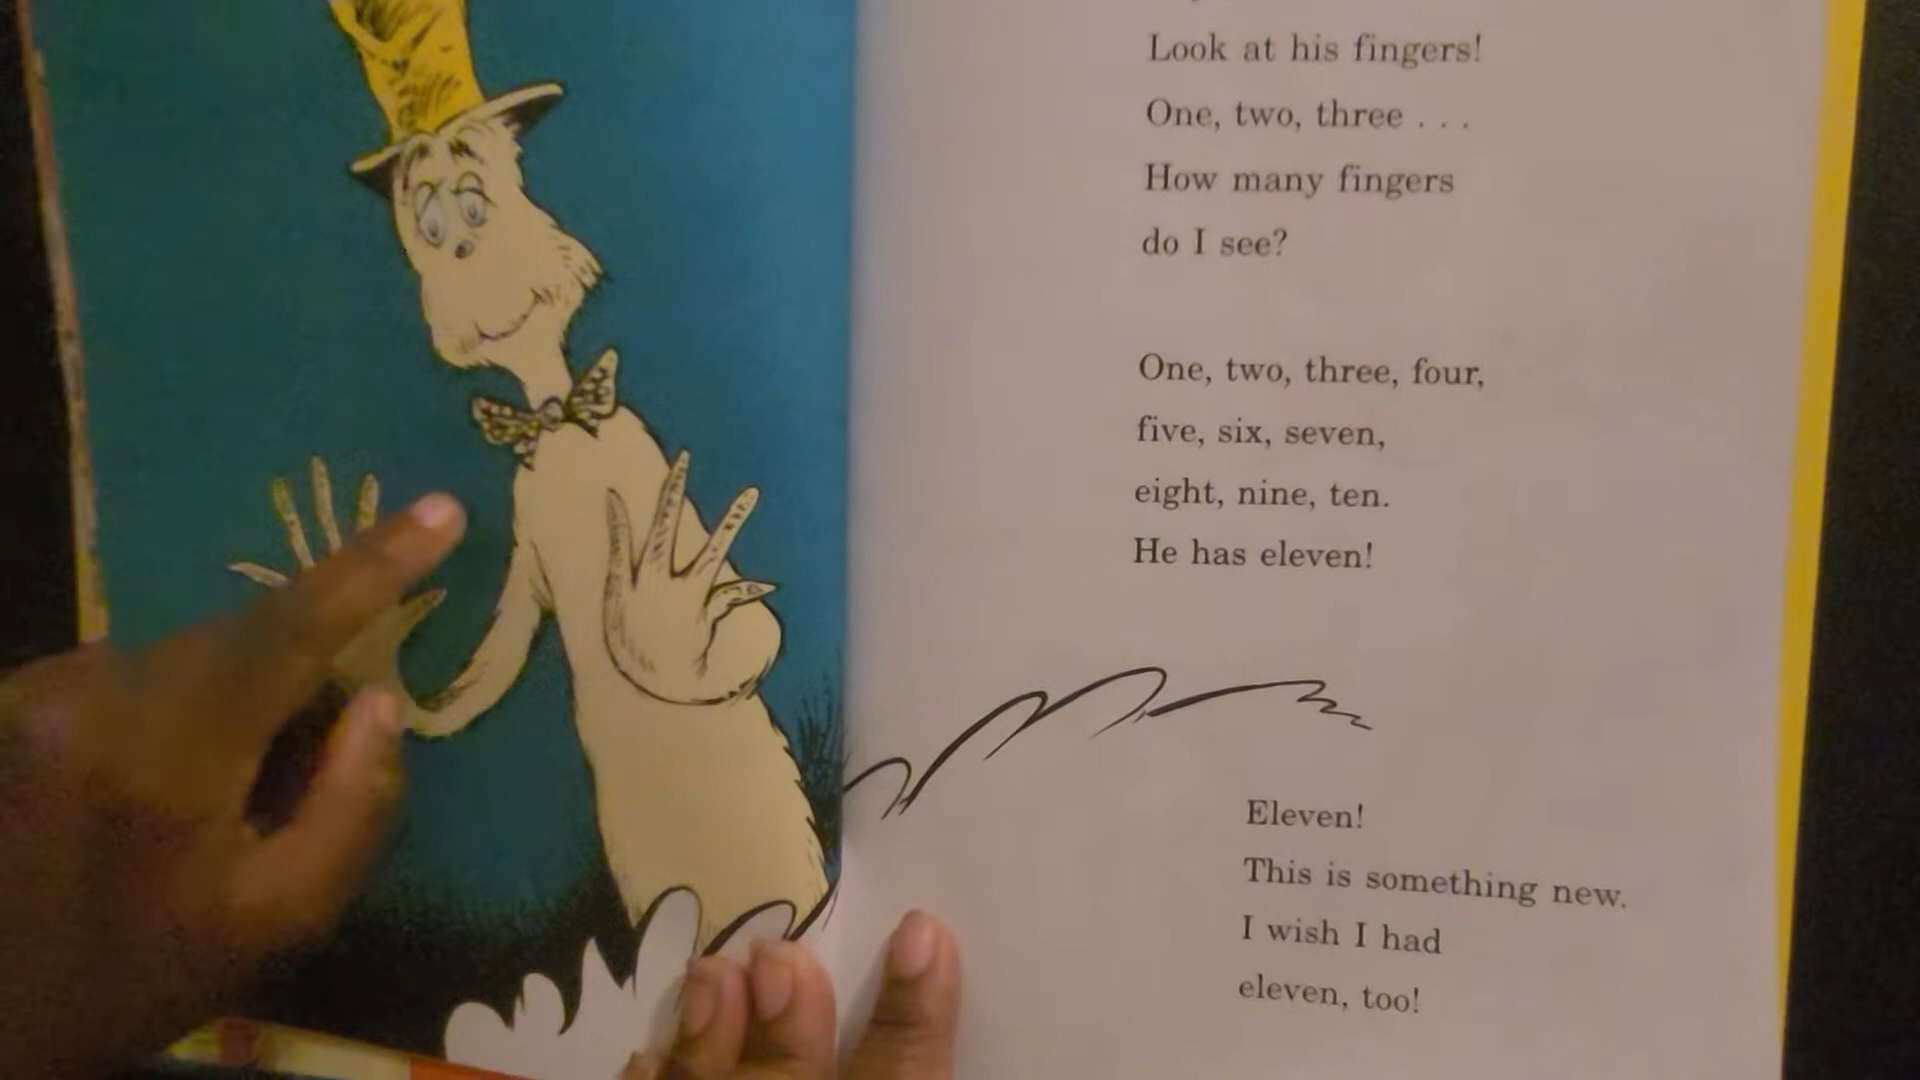 Look at his fingers!
One, two, three . . .
How many fingers
do I see?
One, two, three, four,
five, six, seven,
eight, nine, ten.
He has eleven!
Eleven!
This is something new.
I wish I had
eleven, too!